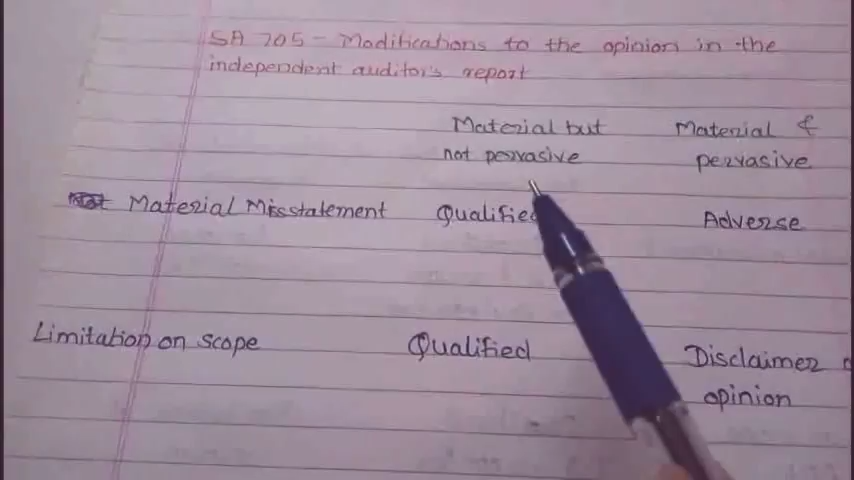 SA 705 - Modifications to the opinion in the
independent auditor's report
Material but Material &
not pervasive pervasive
Material Misstatement Qualified Adverse
Limitation on scope Qualified Disclaimer
opinion